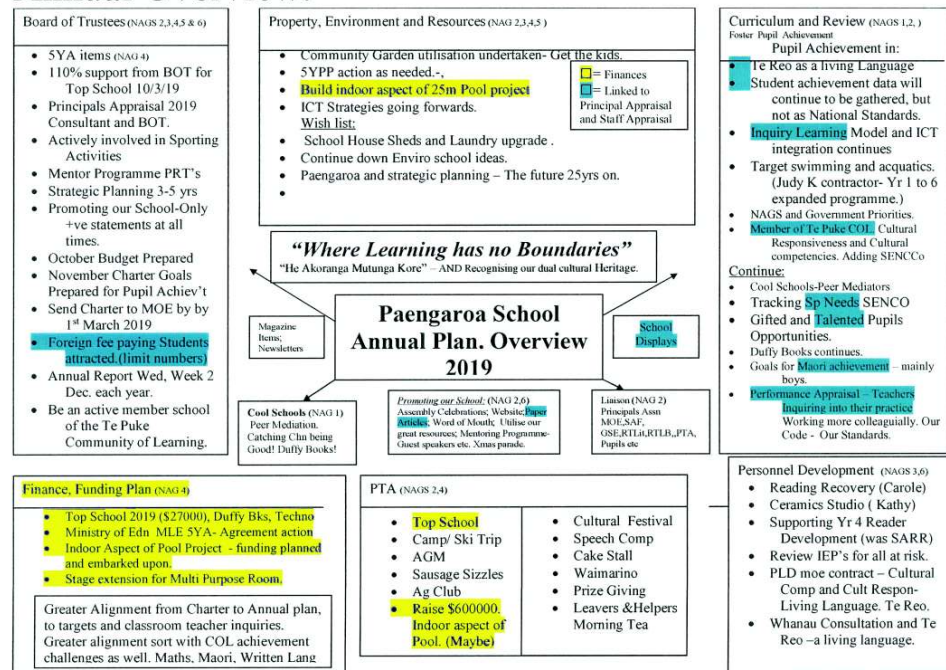 Board of Trustees (NAGS 2,3,4,5 & 6)
• 5YA items (NAG 4)
• 110% support from BOT for
Top School 10/3/19
• Principals Appraisal 2019
Consultant and BOT.
• Actively involved in Sporting
Activities
• Mentor Programme PRT's
• Strategic Planning 3-5 yrs
• Promoting our School-Only
+ve statements at all
times.
• October Budget Prepared
• November Charter Goals
Prepared for Pupil Achiev't
• Send Charter to MOE by by
1st March 2019
• Foreign fee paying Students
attracted.(limit numbers)
• Annual Report Wed, Week 2
Dec. each year.
• Be an active member school
of the Te Puke
Community of Learning.
Property, Environment and Resources (NAG 2,3,4,5 )
• Community Garden utilisation undertaken- Get the kids.
• 5YPP action as needed.-,
• Build indoor aspect of 25m Pool project
• ICT Strategies going forwards.
Wish list:
• School House Sheds and Laundry upgrade .
• Continue down Enviro school ideas.
• Paengaroa and strategic planning – The future 25yrs on.
•
= Finances
= Linked to
Principal Appraisal
and Staff Appraisal
Curriculum and Review (NAGS 1,2, )
Foster Pupil Achievement
Pupil Achievement in:
• Te Reo as a living Language
• Student achievement data will
continue to be gathered, but
not as National Standards.
• Inquiry Learning Model and ICT
integration continues
• Target swimming and acquatics.
(Judy K contractor- Yr 1 to 6
expanded programme.)
• NAGS and Government Priorities.
• Member of Te Puke COL. Cultural
Responsiveness and Cultural
competencies. Adding SENCCo
Continue:
• Cool Schools-Peer Mediators
• Tracking Sp Needs SENCO
• Gifted and Talented Pupils
Opportunities.
• Duffy Books continues.
• Goals for Maori achievement – mainly
boys.
• Performance Appraisal – Teachers
Inquiring into their practice
Working more colleaguially. Our
Code - Our Standards.
“Where Learning has no Boundaries”
“He Akoranga Mutunga Kore” – AND Recognising our dual cultural Heritage.
Magazine
Items;
Newsletters
Paengaroa School
Annual Plan. Overview
2019
School
Displays
Cool Schools (NAG 1)
Peer Mediation.
Catching Chn being
Good! Duffy Books!
Promoting our School: (NAG 2,6)
Assembly Celebrations; Website;Paper
Articles; Word of Mouth; Utilise our
great resources; Mentoring Programme-
Guest speakers etc. Xmas parade.
Liaison (NAG 2)
Principals Assn
MOE,SAF,
GSE,RTLit,RTLB,,PTA,
Pupils etc
Finance, Funding Plan (NAG 4)
• Top School 2019 ($27000), Duffy Bks, Techno
• Ministry of Edn MLE 5YA- Agreement action
• Indoor Aspect of Pool Project - funding planned
and embarked upon.
• Stage extension for Multi Purpose Room.
Greater Alignment from Charter to Annual plan,
to targets and classroom teacher inquiries.
Greater alignment sort with COL achievement
challenges as well. Maths, Maori, Written Lang
PTA (NAGS 2,4)
• Top School
• Camp/ Ski Trip
• AGM
• Sausage Sizzles
• Ag Club
• Raise $600000.
Indoor aspect of
Pool. (Maybe)
• Cultural Festival
• Speech Comp
• Cake Stall
• Waimarino
• Prize Giving
• Leavers &Helpers
Morning Tea
Personnel Development (NAGS 3,6)
• Reading Recovery (Carole)
• Ceramics Studio ( Kathy)
• Supporting Yr 4 Reader
Development (was SARR)
• Review IEP's for all at risk.
• PLD moe contract – Cultural
Comp and Cult Respon-
Living Language. Te Reo.
• Whanau Consultation and Te
Reo –a living language.